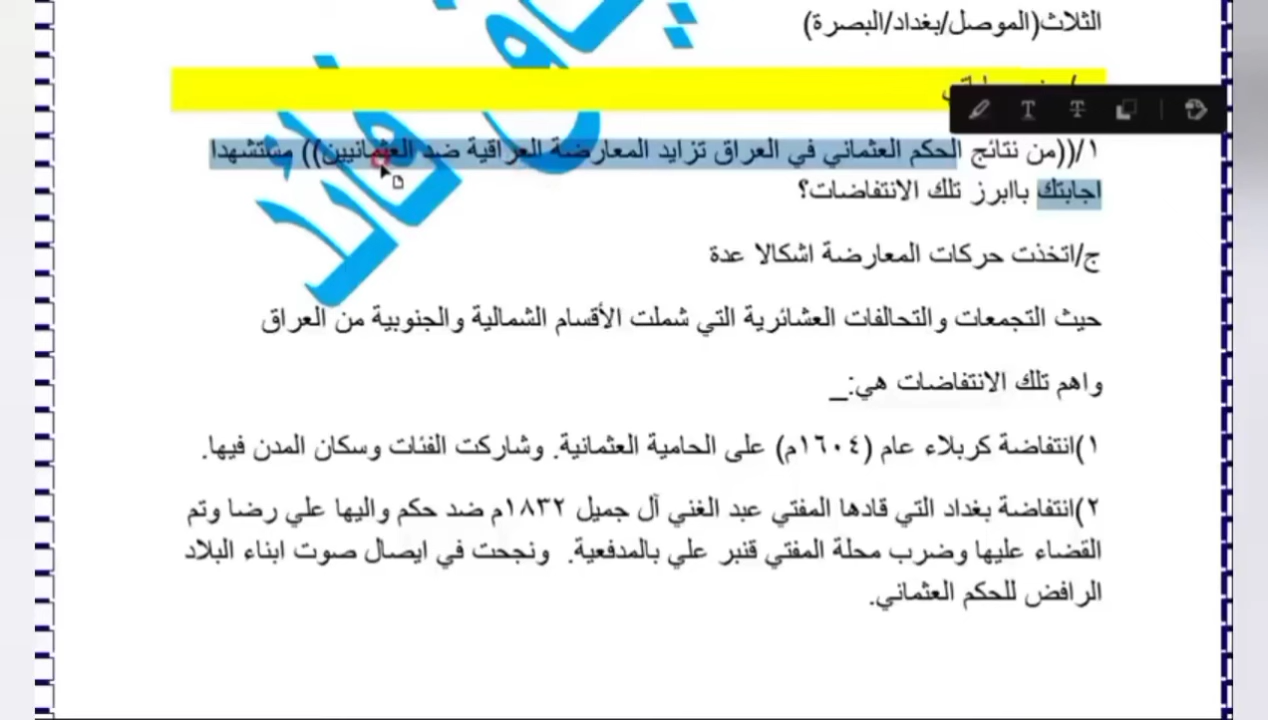 الثلاث(الموصل/بغداد/البصرة)
١/((من نتائج الحكم العثماني في العراق تزايد المعارضة العراقية ضد العثمانيين)) مستشهدا
اجابتك باابرز تلك الانتفاضات؟
ج/اتخذت حركات المعارضة اشكالا عدة
حيث التجمعات والتحالفات العشائرية التي شملت الأقسام الشمالية والجنوبية من العراق
واهم تلك الانتفاضات هي:_
١)انتفاضة كربلاء عام (١٦٠٤م) على الحامية العثمانية. وشاركت الفئات وسكان المدن فيها.
٢)انتفاضة بغداد التي قادها المفتي عبد الغني آل جميل ١٨٣٢م ضد حكم واليها علي رضا وتم
القضاء عليها وضرب محلة المفتي قنبر علي بالمدفعية. ونجحت في ايصال صوت ابناء البلاد
الرافض للحكم العثماني.